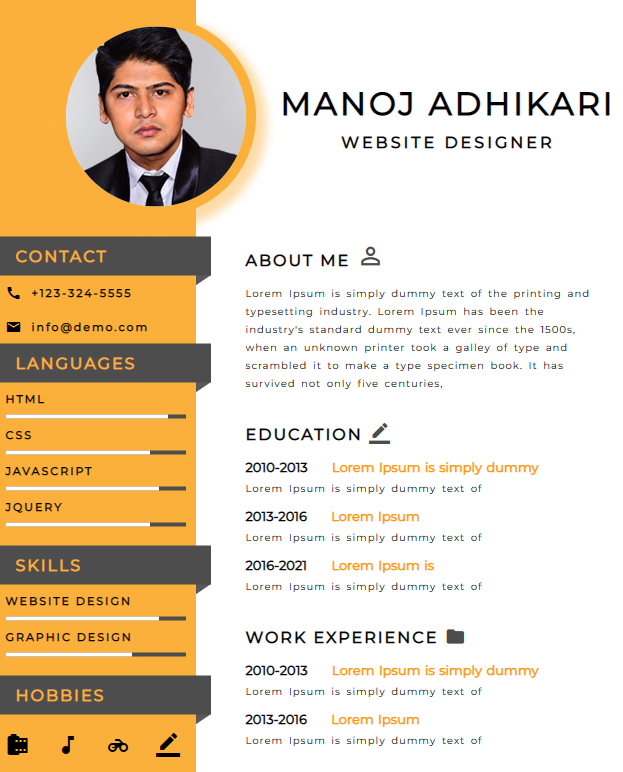 MANOJ ADHIKARI
WEBSITE DESIGNER
CONTACT
+123-324-5555
info@demo.com
LANGUAGES
HTML
CSS
JAVASCRIPT
JQUERY
SKILLS
WEBSITE DESIGN
GRAPHIC DESIGN
HOBBIES
ABOUT ME
Lorem Ipsum is simply dummy text of the printing and
typesetting industry. Lorem Ipsum has been the
industry's standard dummy text ever since the 1500s,
when an unknown printer took a galley of type and
scrambled it to make a type specimen book. It has
survived not only five centuries,
EDUCATION
2010-2013 Lorem Ipsum is simply dummy
Lorem Ipsum is simply dummy text of
2013-2016 Lorem Ipsum
Lorem Ipsum is simply dummy text of
2016-2021 Lorem Ipsum is
Lorem Ipsum is simply dummy text of
WORK EXPERIENCE
2010-2013 Lorem Ipsum is simply dummy
Lorem Ipsum is simply dummy text of
2013-2016 Lorem Ipsum
Lorem Ipsum is simply dummy text of